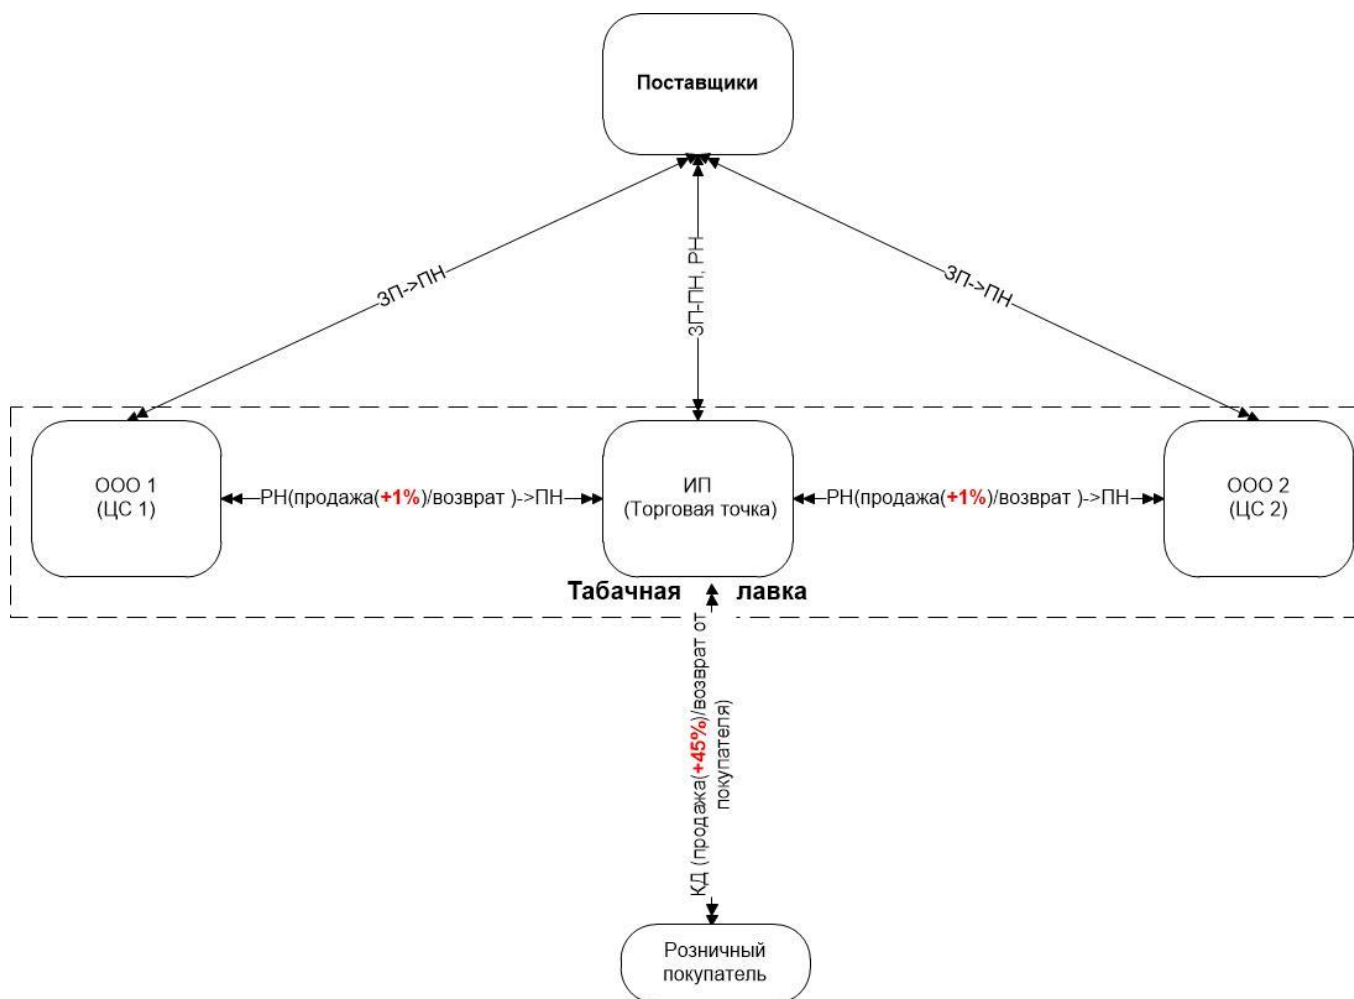 Поставщики
ЗП->ПН
ЗП-ПН, РН
ЗП->ПН
ООО 1
(ЦС 1)
РН(продажа(+1%)/возврат )->ПН
ИП
(Торговая точка)
РН(продажа(+1%)/возврат )->ПН
ООО 2
(ЦС 2)
Табачная лавка
КД (продажа(+45%)/возврат от
покупателя)
Розничный
покупатель